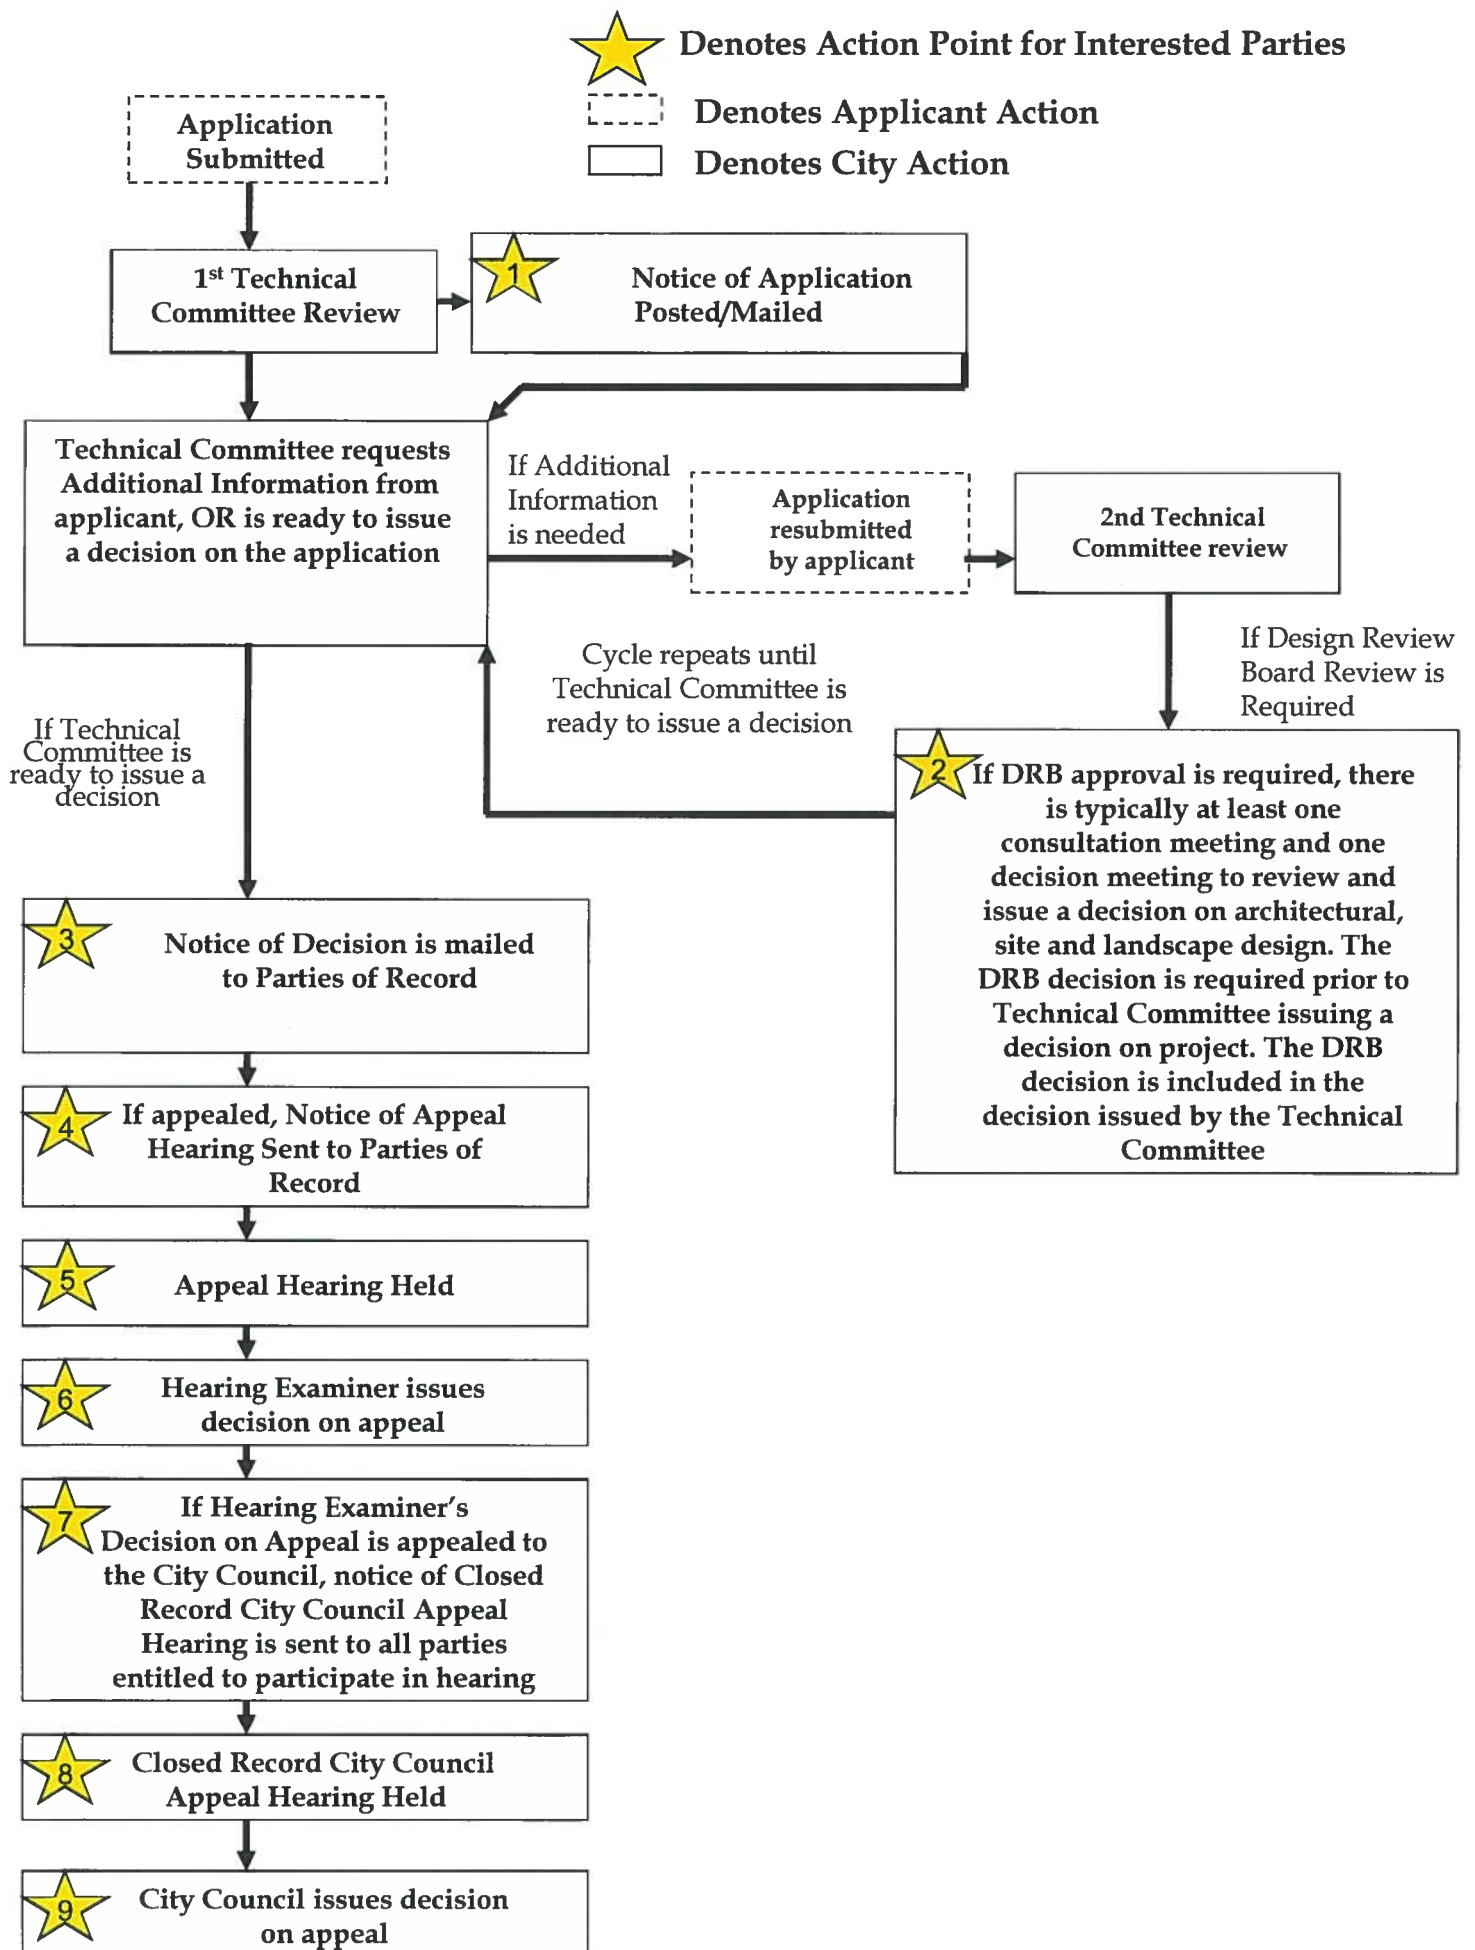 Denotes Action Point for Interested Parties
Denotes Applicant Action
Denotes City Action
Application
Submitted
1st Technical
Committee Review
1
Notice of Application
Posted/Mailed
Technical Committee requests
Additional Information from
applicant, OR is ready to issue
a decision on the application
If Additional
Information
is needed
Application
resubmitted
by applicant
2nd Technical
Committee review
If Design Review
Board Review is
Required
Cycle repeats until
Technical Committee is
ready to issue a decision
If Technical
Committee is
ready to issue a
decision
2
If DRB approval is required, there
is typically at least one
consultation meeting and one
decision meeting to review and
issue a decision on architectural,
site and landscape design. The
DRB decision is required prior to
Technical Committee issuing a
decision on project. The DRB
decision is included in the
decision issued by the Technical
Committee
3
Notice of Decision is mailed
to Parties of Record
4
If appealed, Notice of Appeal
Hearing Sent to Parties of
Record
5
Appeal Hearing Held
6
Hearing Examiner issues
decision on appeal
7
If Hearing Examiner's
Decision on Appeal is appealed to
the City Council, notice of Closed
Record City Council Appeal
Hearing is sent to all parties
entitled to participate in hearing
8
Closed Record City Council
Appeal Hearing Held
9
City Council issues decision
on appeal